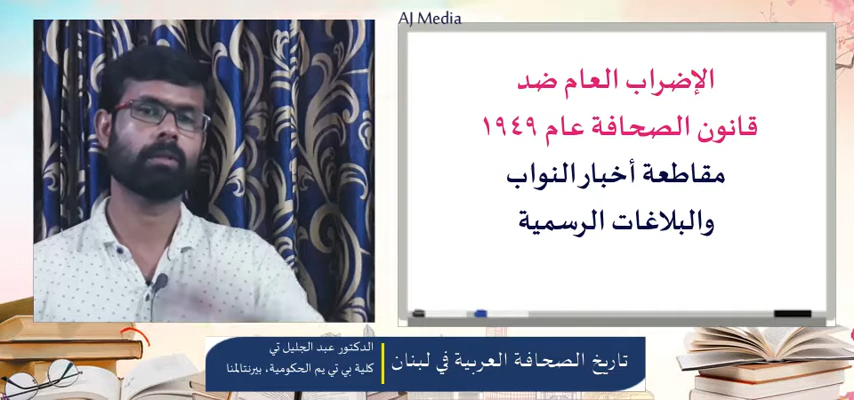 AJ Media
الإضراب العام ضد
قانون الصحافة عام ١٩٤٩
مقاطعة أخبار النواب
والبلاغات الرسمية
تاريخ الصحافة العربية في لبنان
الدكتور عبد الجليل تي
كلية بي تي يم الحكومية، بيرنتالمنا